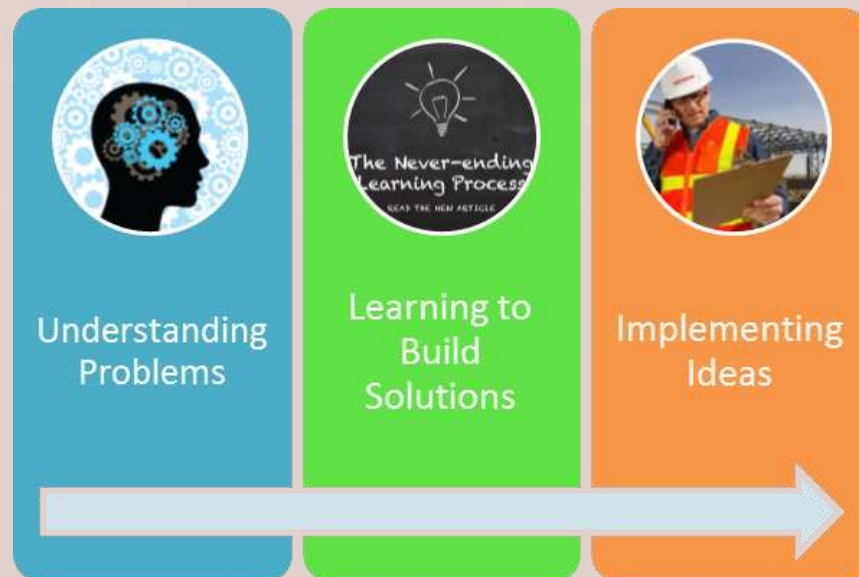 The Never-ending
Learning Process
READ THE NEW ARTICLE
Understanding
Problems
Learning to
Build
Solutions
Implementing
Ideas